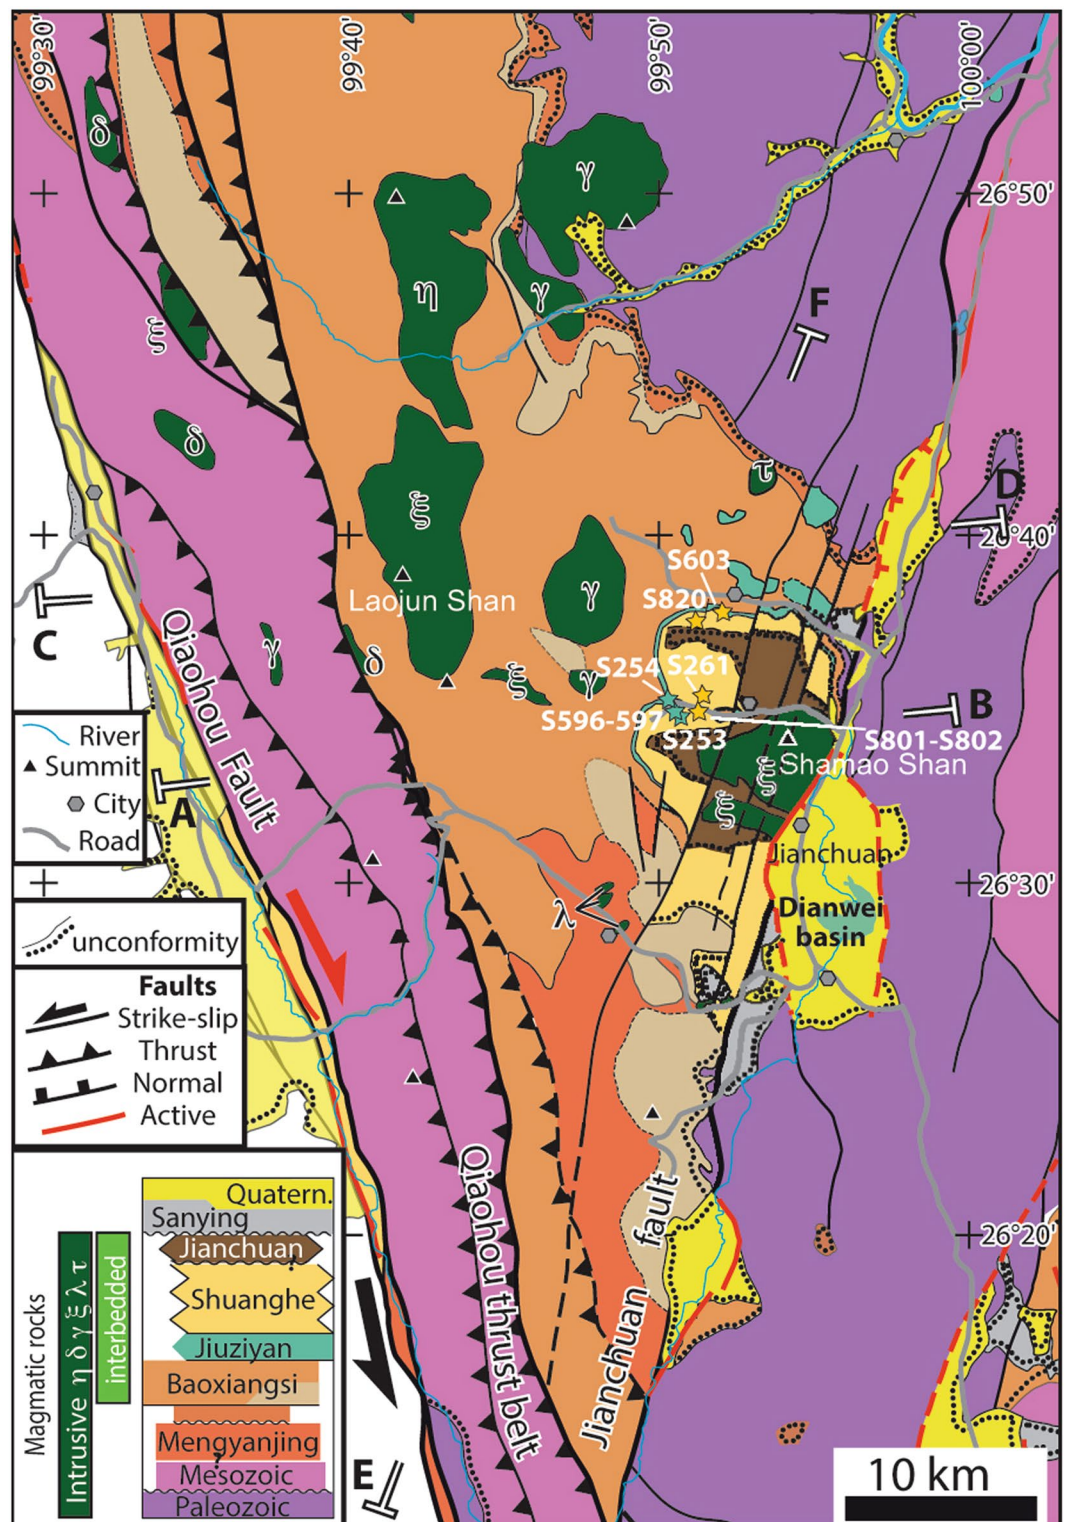 99°30'
99°40'
99°50'
100°00'
δ
γ
26°50'
η
γ
F
ξ
δ
τ
D
ξ
26°40'
S603
S820
Laojun Shan
γ
C
γ
δ
S254
S261
ξ
γ
S596-597
B
S253
S801-S802
Qiaohou Fault
ξ
Shamao Shan
ξ
A
River
Summit
City
Road
Jianchuan
26°30'
λ
Dianwei
basin
unconformity
Faults
Strike-slip
Thrust
Normal
Active
Qiaohou thrust belt
Jianchuan
fault
26°20'
Magmatic rocks
Intrusive η δ γ ξ λ τ
interbedded
Quatern.
Sanying
Jianchuan
?
Shuanghe
Jiuziyan
Baoxiangsi
Mengyanjing
?
Mesozoic
Paleozoic
E
10 km